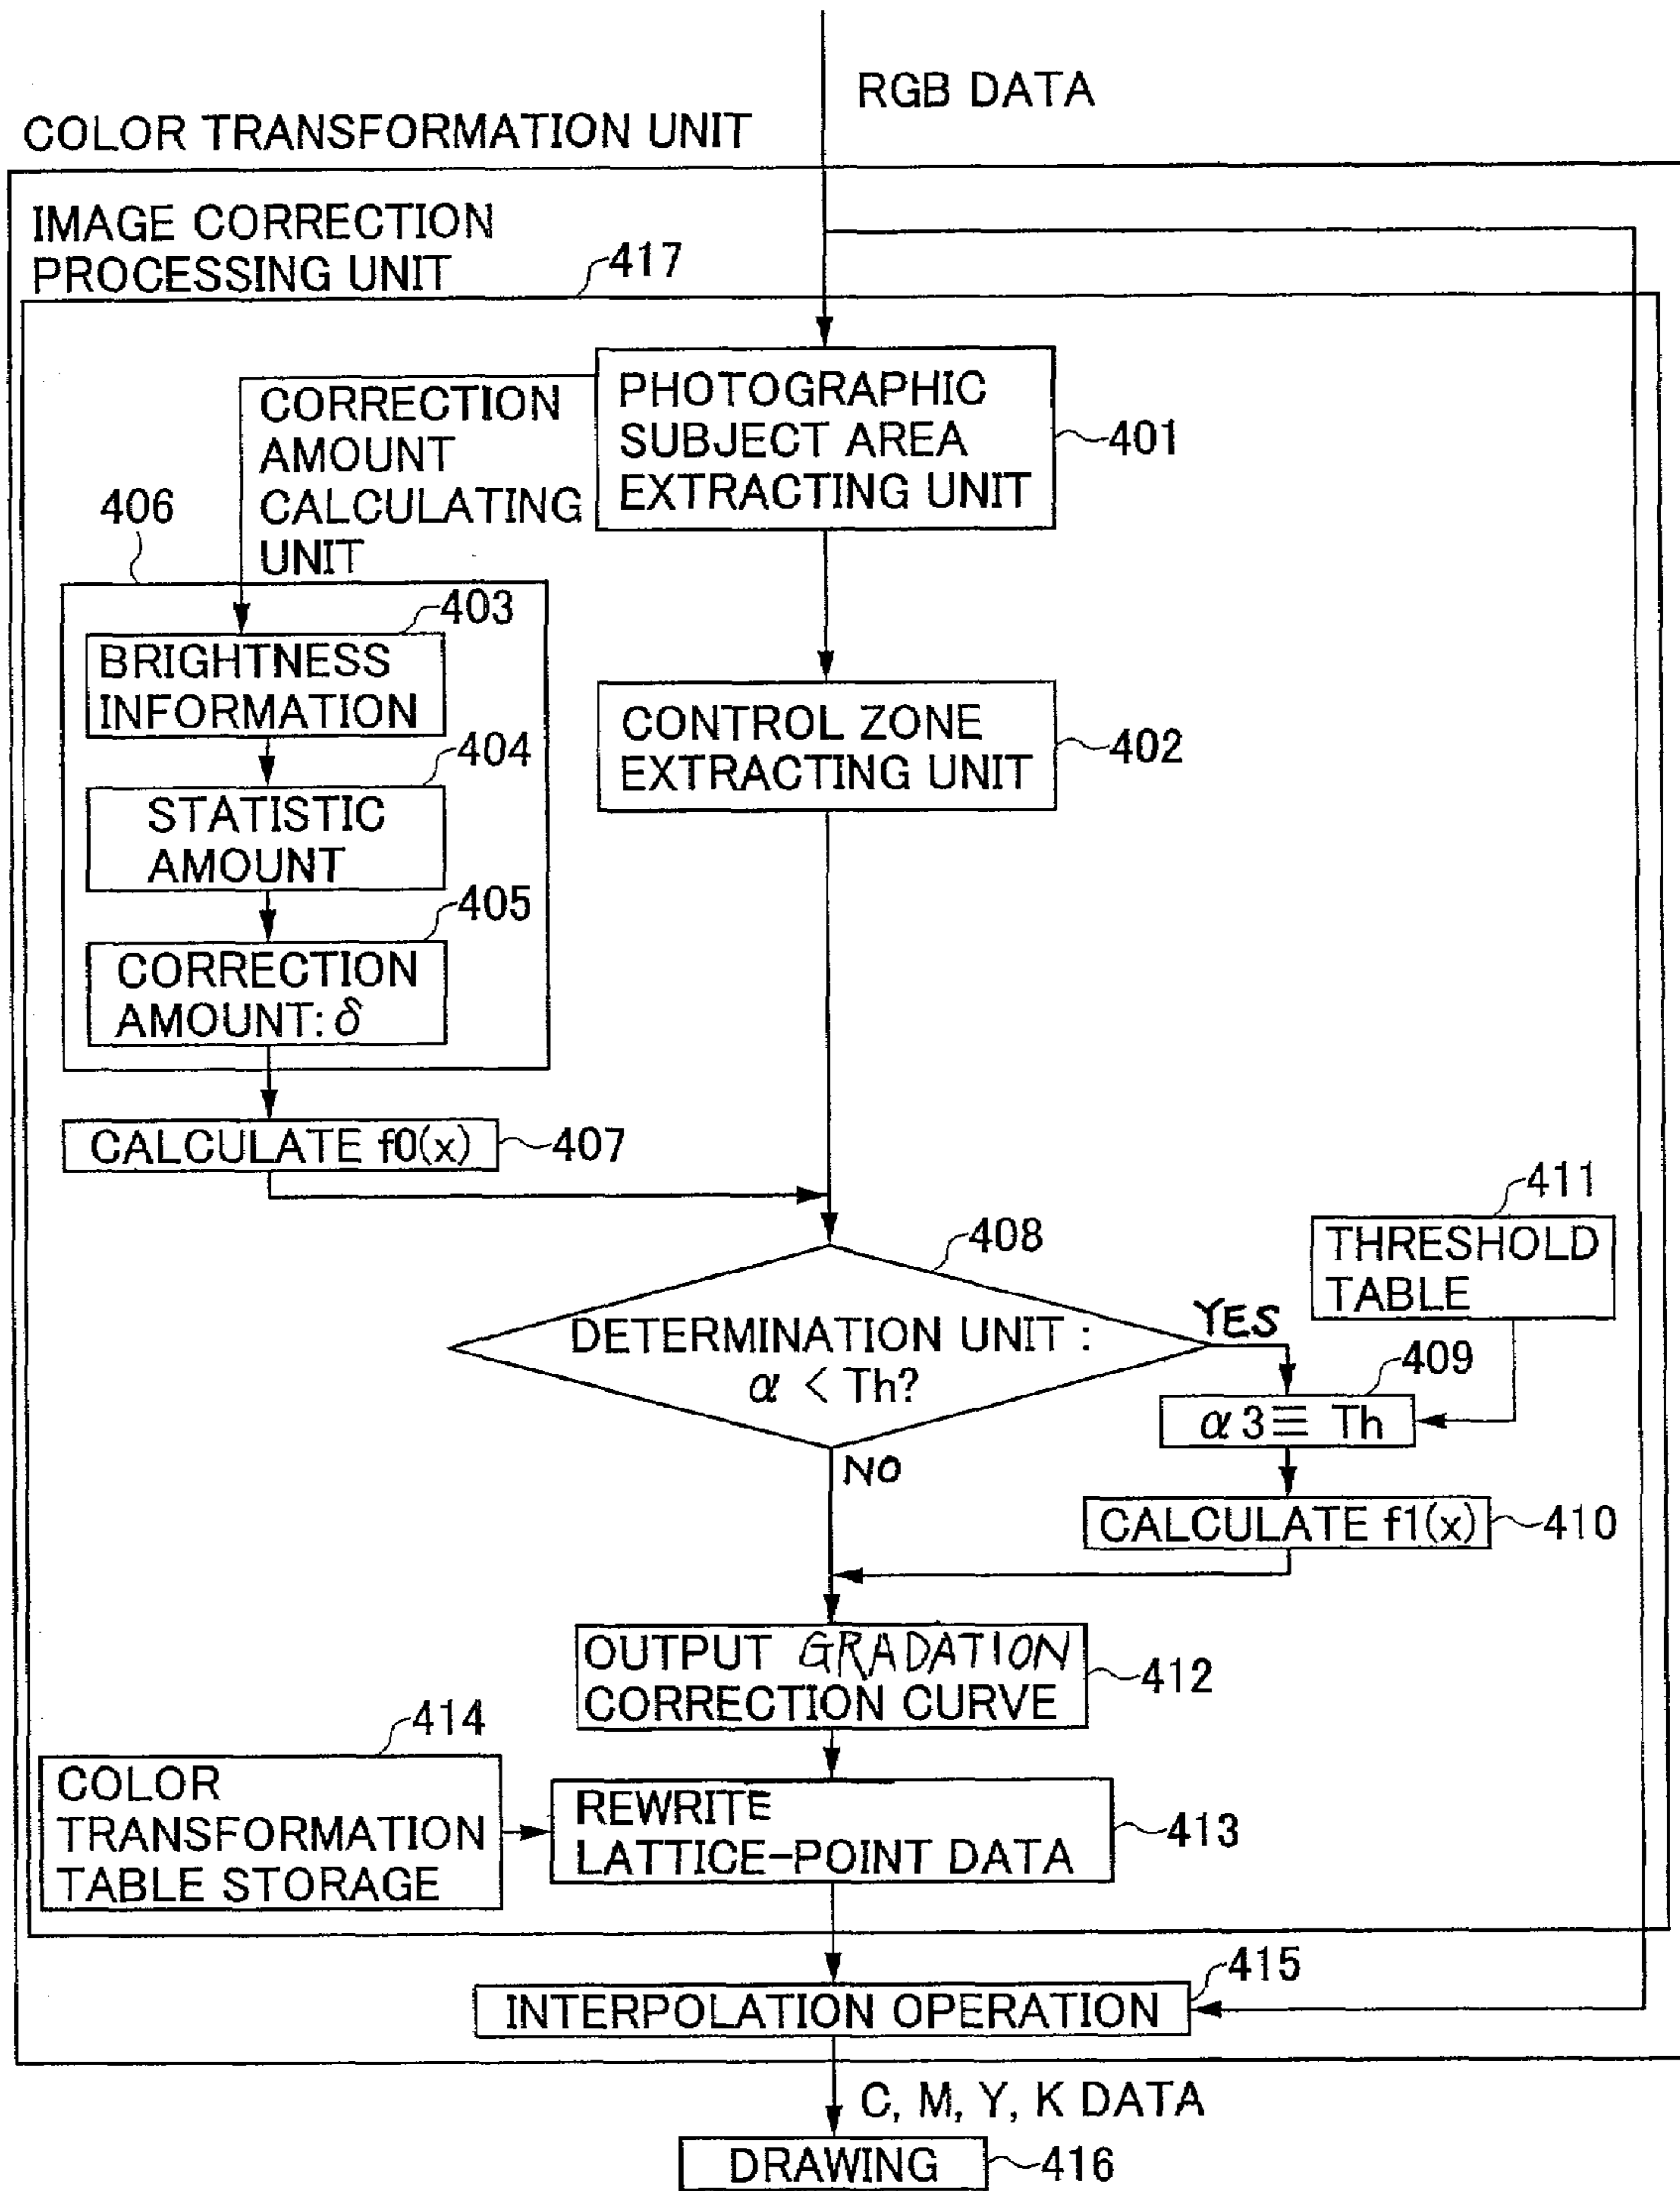 RGB DATA
COLOR TRANSFORMATION UNIT
IMAGE CORRECTION
PROCESSING UNIT
417
CORRECTION
AMOUNT
CALCULATING
UNIT
PHOTOGRAPHIC
SUBJECT AREA
EXTRACTING UNIT
401
406
403
BRIGHTNESS
INFORMATION
CONTROL ZONE
EXTRACTING UNIT
402
404
STATISTIC
AMOUNT
405
CORRECTION
AMOUNT: δ
CALCULATE f0(x)
407
408
DETERMINATION UNIT :
α < Th?
YES
NO
411
THRESHOLD
TABLE
409
α3 ≡ Th
CALCULATE f1(x)
410
OUTPUT GRADATION
CORRECTION CURVE
412
414
COLOR
TRANSFORMATION
TABLE STORAGE
REWRITE
LATTICE-POINT DATA
413
415
INTERPOLATION OPERATION
C, M, Y, K DATA
DRAWING
416